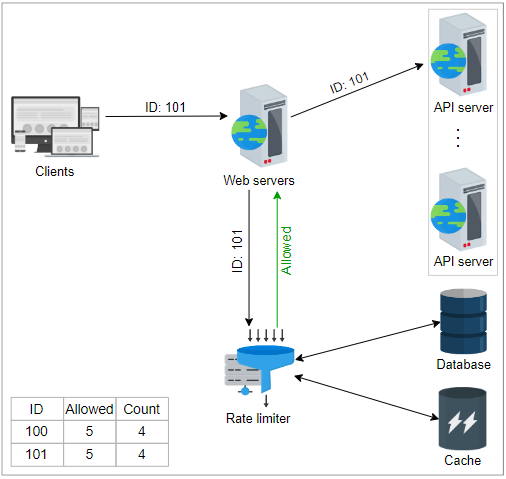 ID: 101
API server
ID: 101
Clients
Web servers
API server
ID: 101
Allowed
Database
Rate limiter
Cache
ID Allowed Count
100 5 4
101 5 4